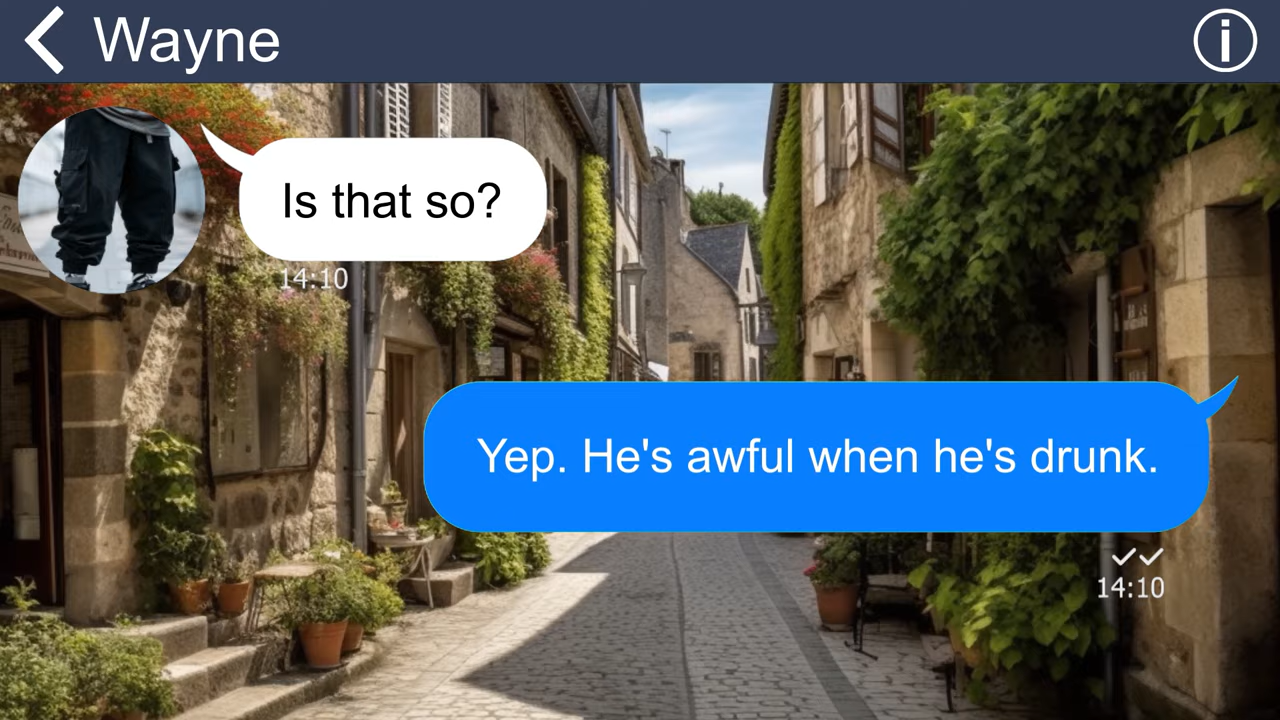 Wayne
Is that so?
14:10
Yep. He's awful when he's drunk.
14:10